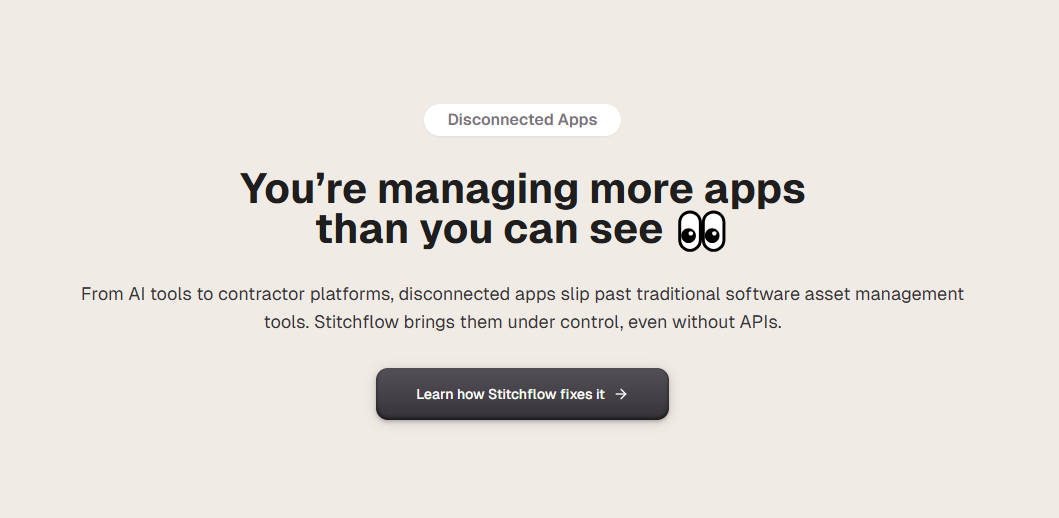 Disconnected Apps
You’re managing more apps
than you can see 👀
From AI tools to contractor platforms, disconnected apps slip past traditional software asset management
tools. Stitchflow brings them under control, even without APIs.
Learn how Stitchflow fixes it →